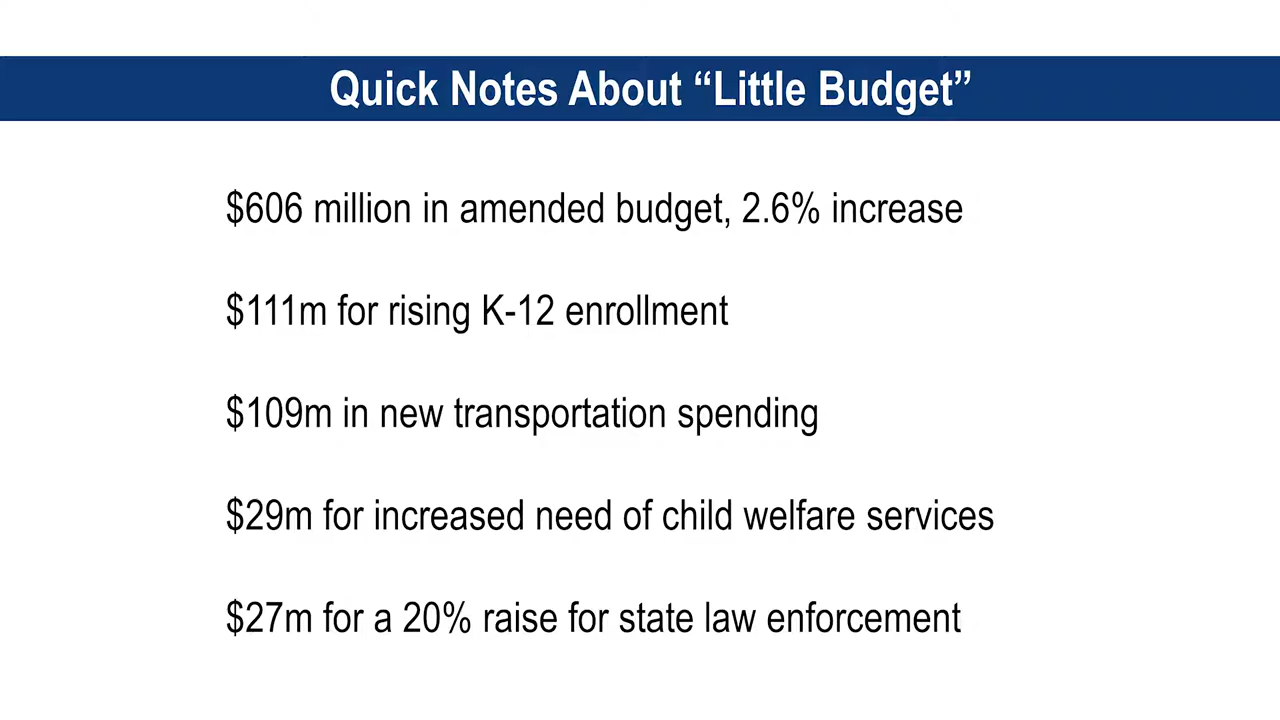 Quick Notes About “Little Budget”
$606 million in amended budget, 2.6% increase
$111m for rising K-12 enrollment
$109m in new transportation spending
$29m for increased need of child welfare services
$27m for a 20% raise for state law enforcement